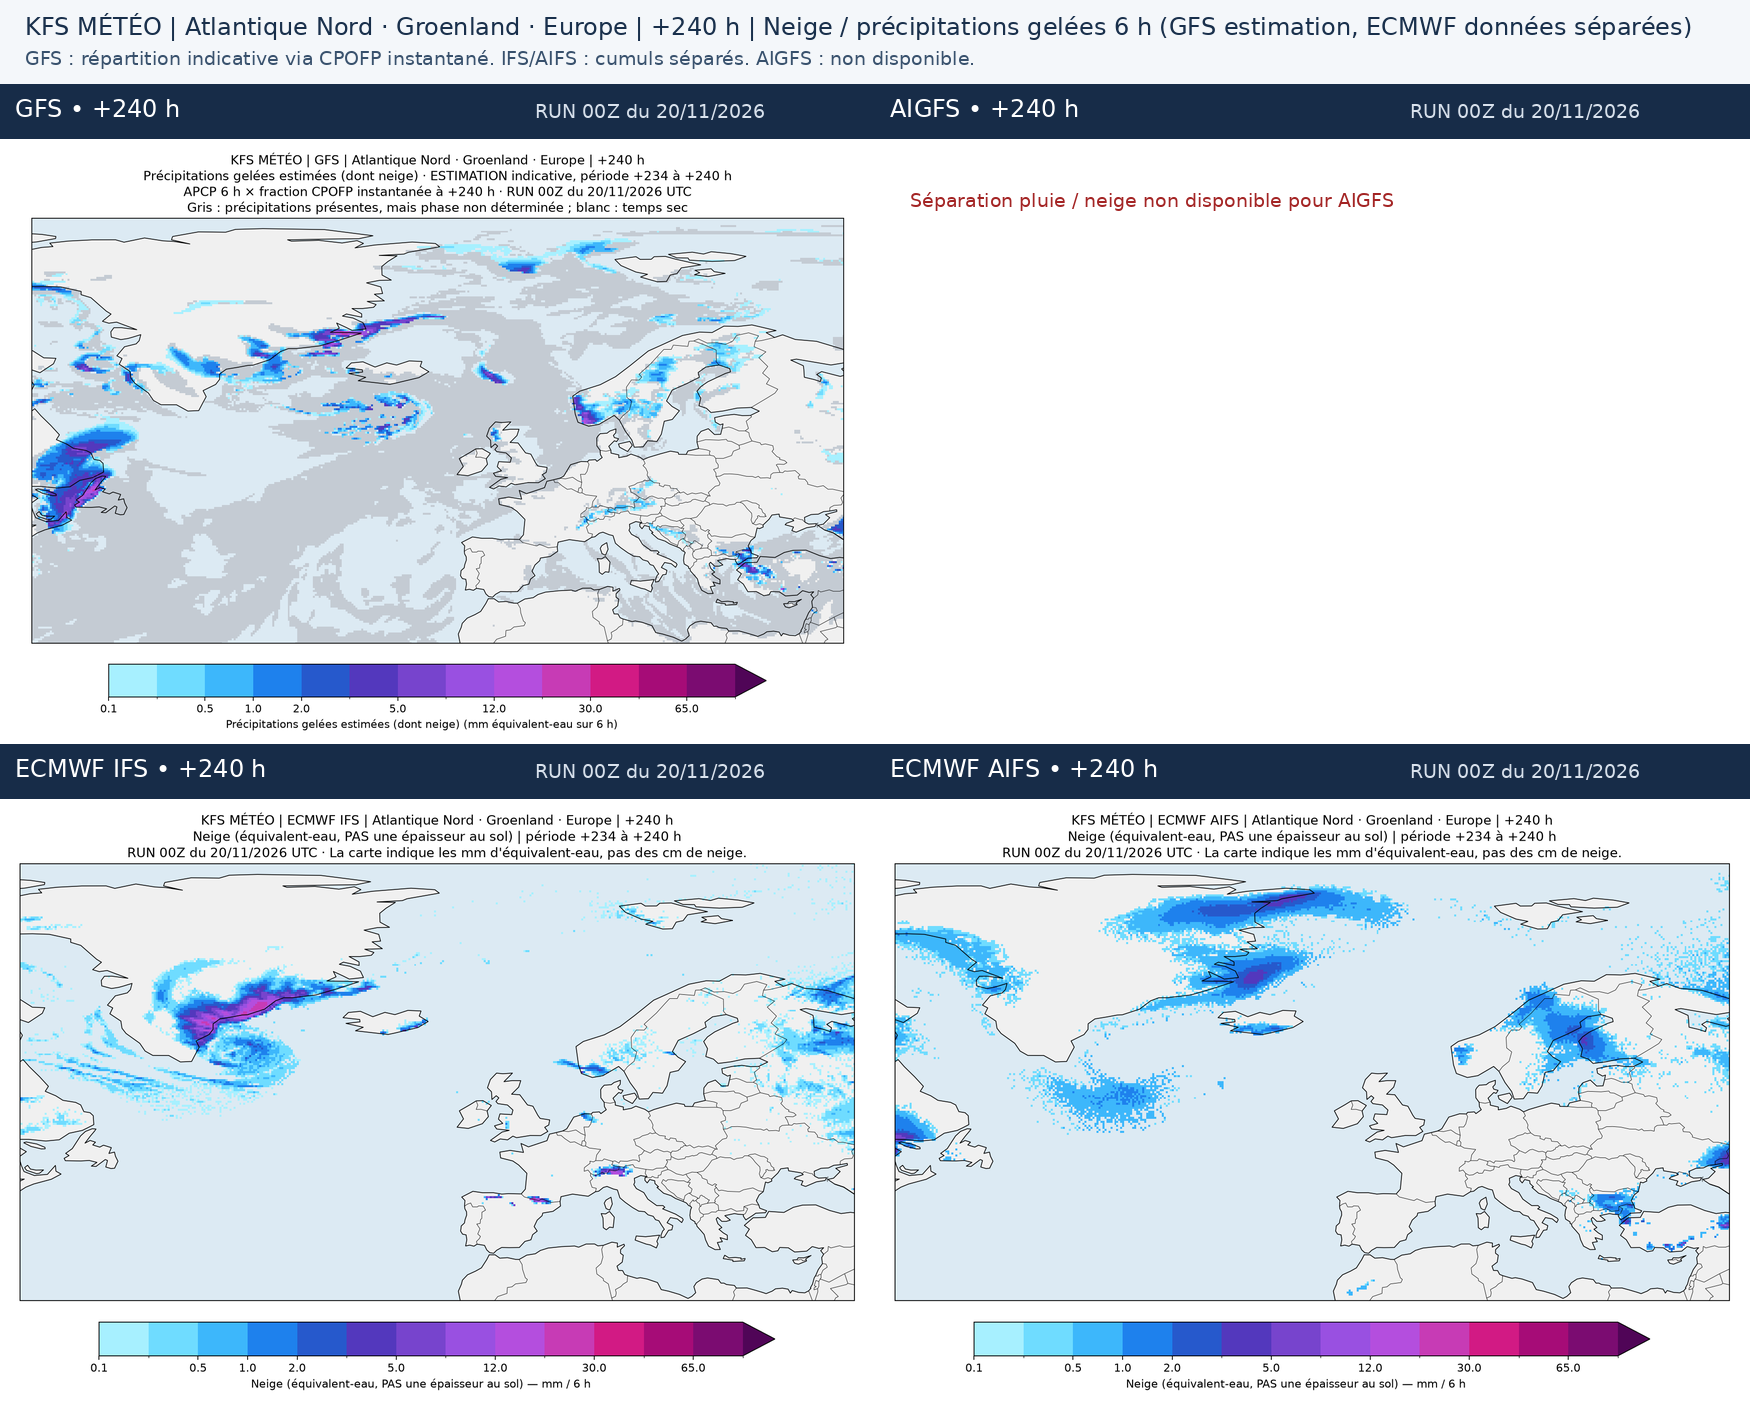 KFS MÉTÉO | Atlantique Nord · Groenland · Europe | +240 h | Neige / précipitations gelées 6 h (GFS estimation, ECMWF données séparées)
GFS : répartition indicative via CPOFP instantané. IFS/AIFS : cumuls séparés. AIGFS : non disponible.
GFS • +240 h
RUN 00Z du 20/11/2026
AIGFS • +240 h
RUN 00Z du 20/11/2026
KFS MÉTÉO | GFS | Atlantique Nord · Groenland · Europe | +240 h
Précipitations gelées estimées (dont neige) · ESTIMATION indicative, période +234 à +240 h
APCP 6 h × fraction CPOFP instantanée à +240 h · RUN 00Z du 20/11/2026 UTC
Gris : précipitations présentes, mais phase non déterminée ; blanc : temps sec
Séparation pluie / neige non disponible pour AIGFS
0.1 0.5 1.0 2.0 5.0 12.0 30.0 65.0
Précipitations gelées estimées (dont neige) (mm équivalent-eau sur 6 h)
ECMWF IFS • +240 h
RUN 00Z du 20/11/2026
ECMWF AIFS • +240 h
RUN 00Z du 20/11/2026
KFS MÉTÉO | ECMWF IFS | Atlantique Nord · Groenland · Europe | +240 h
Neige (équivalent-eau, PAS une épaisseur au sol) | période +234 à +240 h
RUN 00Z du 20/11/2026 UTC · La carte indique les mm d'équivalent-eau, pas des cm de neige.
KFS MÉTÉO | ECMWF AIFS | Atlantique Nord · Groenland · Europe | +240 h
Neige (équivalent-eau, PAS une épaisseur au sol) | période +234 à +240 h
RUN 00Z du 20/11/2026 UTC · La carte indique les mm d'équivalent-eau, pas des cm de neige.
0.1 0.5 1.0 2.0 5.0 12.0 30.0 65.0
Neige (équivalent-eau, PAS une épaisseur au sol) — mm / 6 h
0.1 0.5 1.0 2.0 5.0 12.0 30.0 65.0
Neige (équivalent-eau, PAS une épaisseur au sol) — mm / 6 h